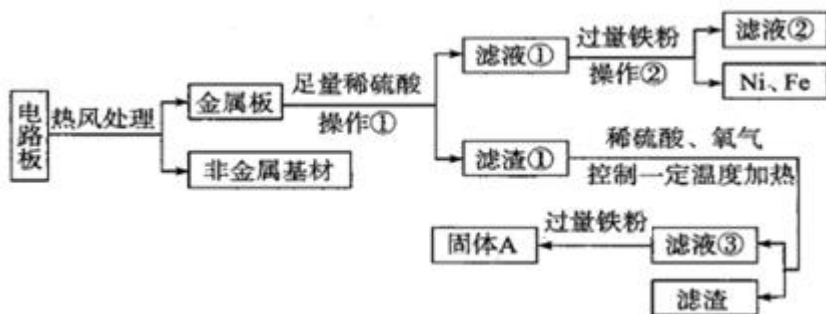 电路板
热风处理
金属板
非金属基材
足量稀硫酸
操作①
滤液①
滤渣①
过量铁粉
操作②
滤液②
Ni、Fe
稀硫酸、氧气
控制一定温度加热
滤液③
滤渣
过量铁粉
固体A